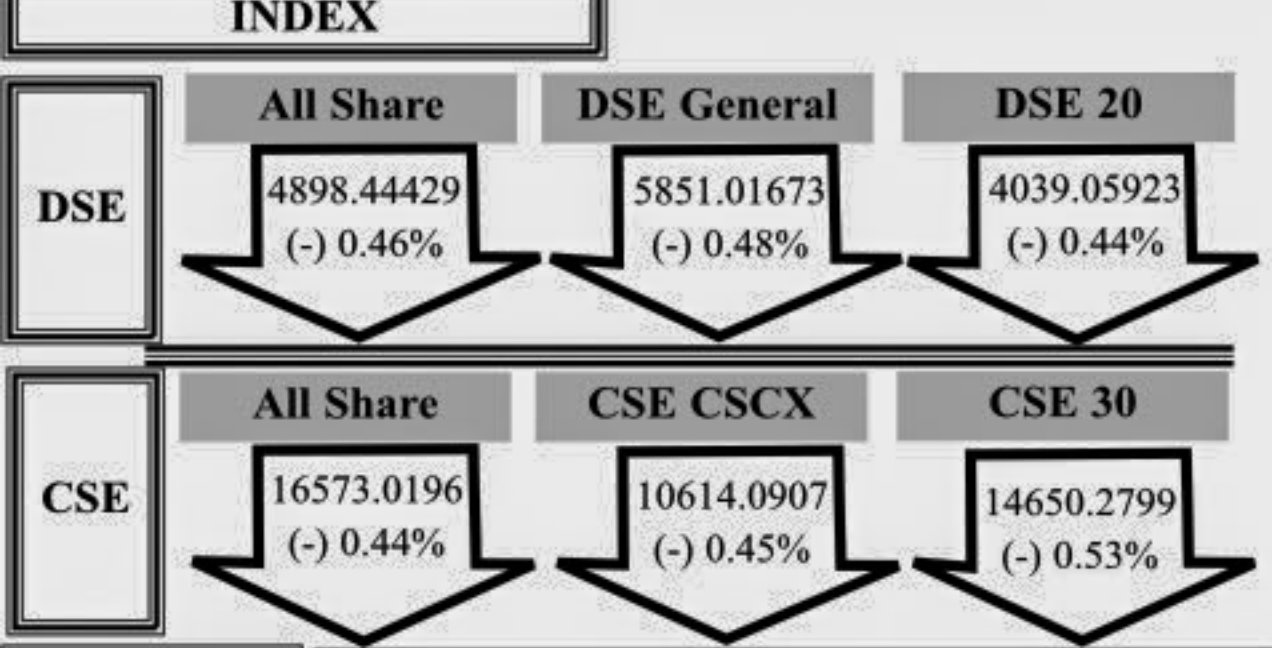 INDEX
DSE
All Share
DSE General
DSE 20
4898.44429
(-) 0.46%
5851.01673
(-) 0.48%
4039.05923
(-) 0.44%
CSE
All Share
CSE CSCX
CSE 30
16573.0196
(-) 0.44%
10614.0907
(-) 0.45%
14650.2799
(-) 0.53%